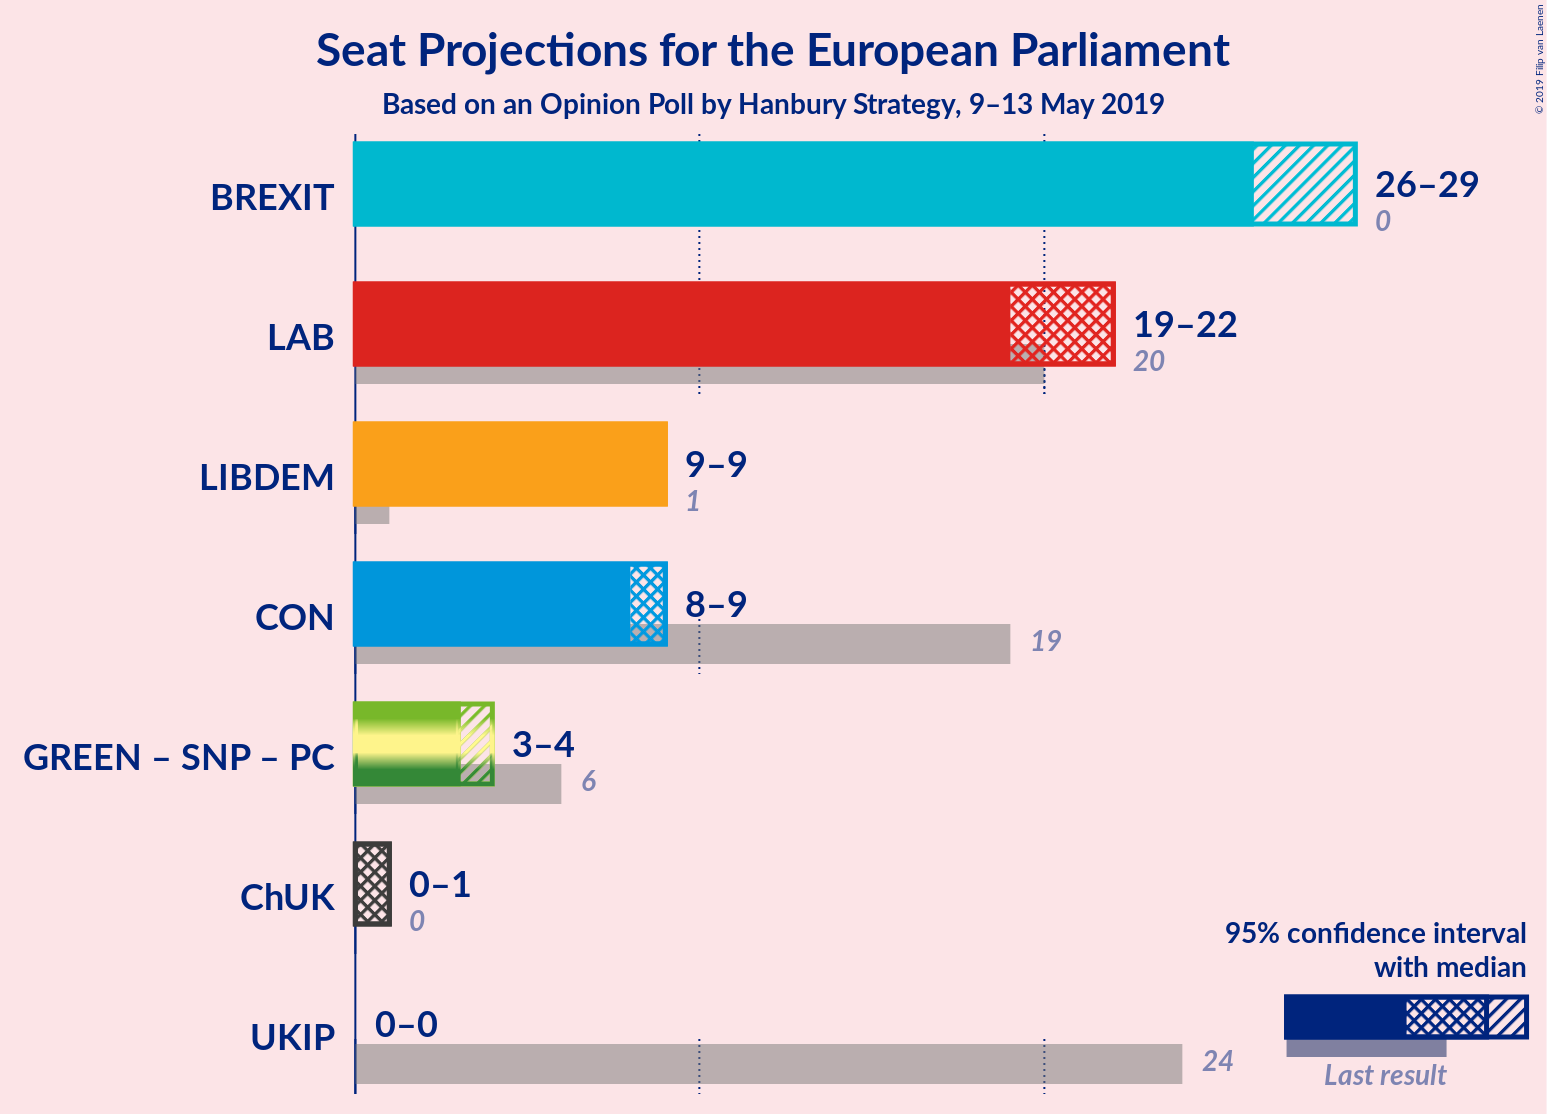 Seat Projections for the European Parliament
Based on an Opinion Poll by Hanbury Strategy, 9–13 May 2019
© 2019 Filip van Laenen
BREXIT
26–29
0
LAB
19–22
20
LIBDEM
9–9
1
CON
8–9
19
GREEN – SNP – PC
3–4
6
ChUK
0–1
0
UKIP
0–0
24
95% confidence interval
with median
Last result